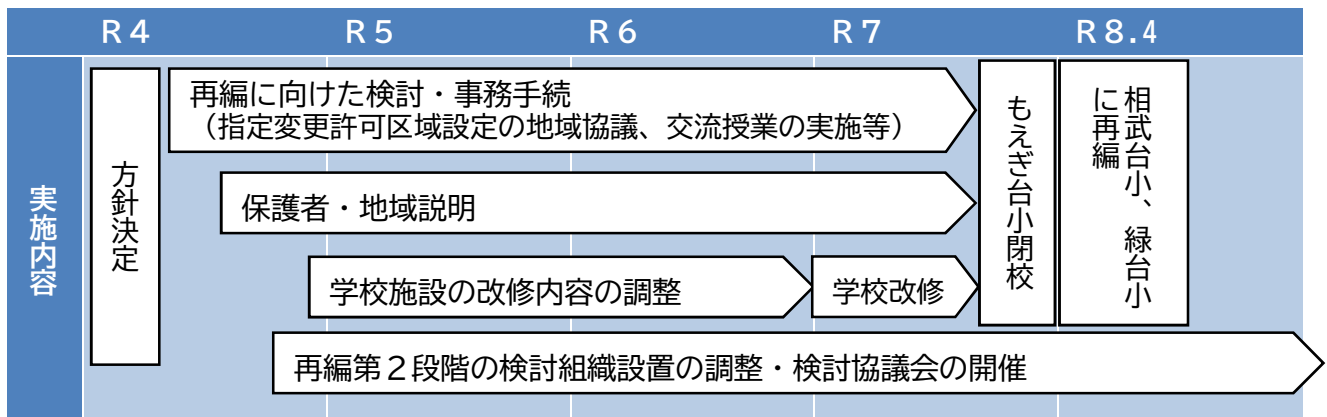 R4 R5 R6 R7 R8.4
実施内容
方針決定
再編に向けた検討・事務手続
（指定変更許可区域設定の地域協議、交流授業の実施等）
保護者・地域説明
学校施設の改修内容の調整
学校改修
もえぎ台小閉校
相武台小、緑台小
に再編
再編第２段階の検討組織設置の調整・検討協議会の開催